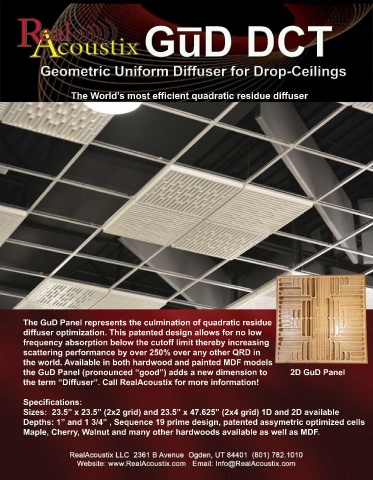 Real Acoustix
GūD DCT
Geometric Uniform Diffuser for Drop-Ceilings
The World's most efficient quadratic residue diffuser
The GuD Panel represents the culmination of quadratic residue
diffuser optimization. This patented design allows for no low
frequency absorption below the cutoff limit thereby increasing
scattering performance by over 250% over any other QRD in
the world. Available in both hardwood and painted MDF models
the GuD Panel (pronounced "good") adds a new dimension to
the term "Diffuser". Call RealAcoustix for more information!
2D GuD Panel
Specifications:
Sizes: 23.5" x 23.5" (2x2 grid) and 23.5" x 47.625" (2x4 grid) 1D and 2D available
Depths: 1" and 1 3/4" , Sequence 19 prime design, patented assymetric optimized cells
Maple, Cherry, Walnut and many other hardwoods available as well as MDF.
RealAcoustix LLC 2361 B Avenue Ogden, UT 84401 (801) 782.1010
Website: www.RealAcoustix.com Email: Info@RealAcoustix.com